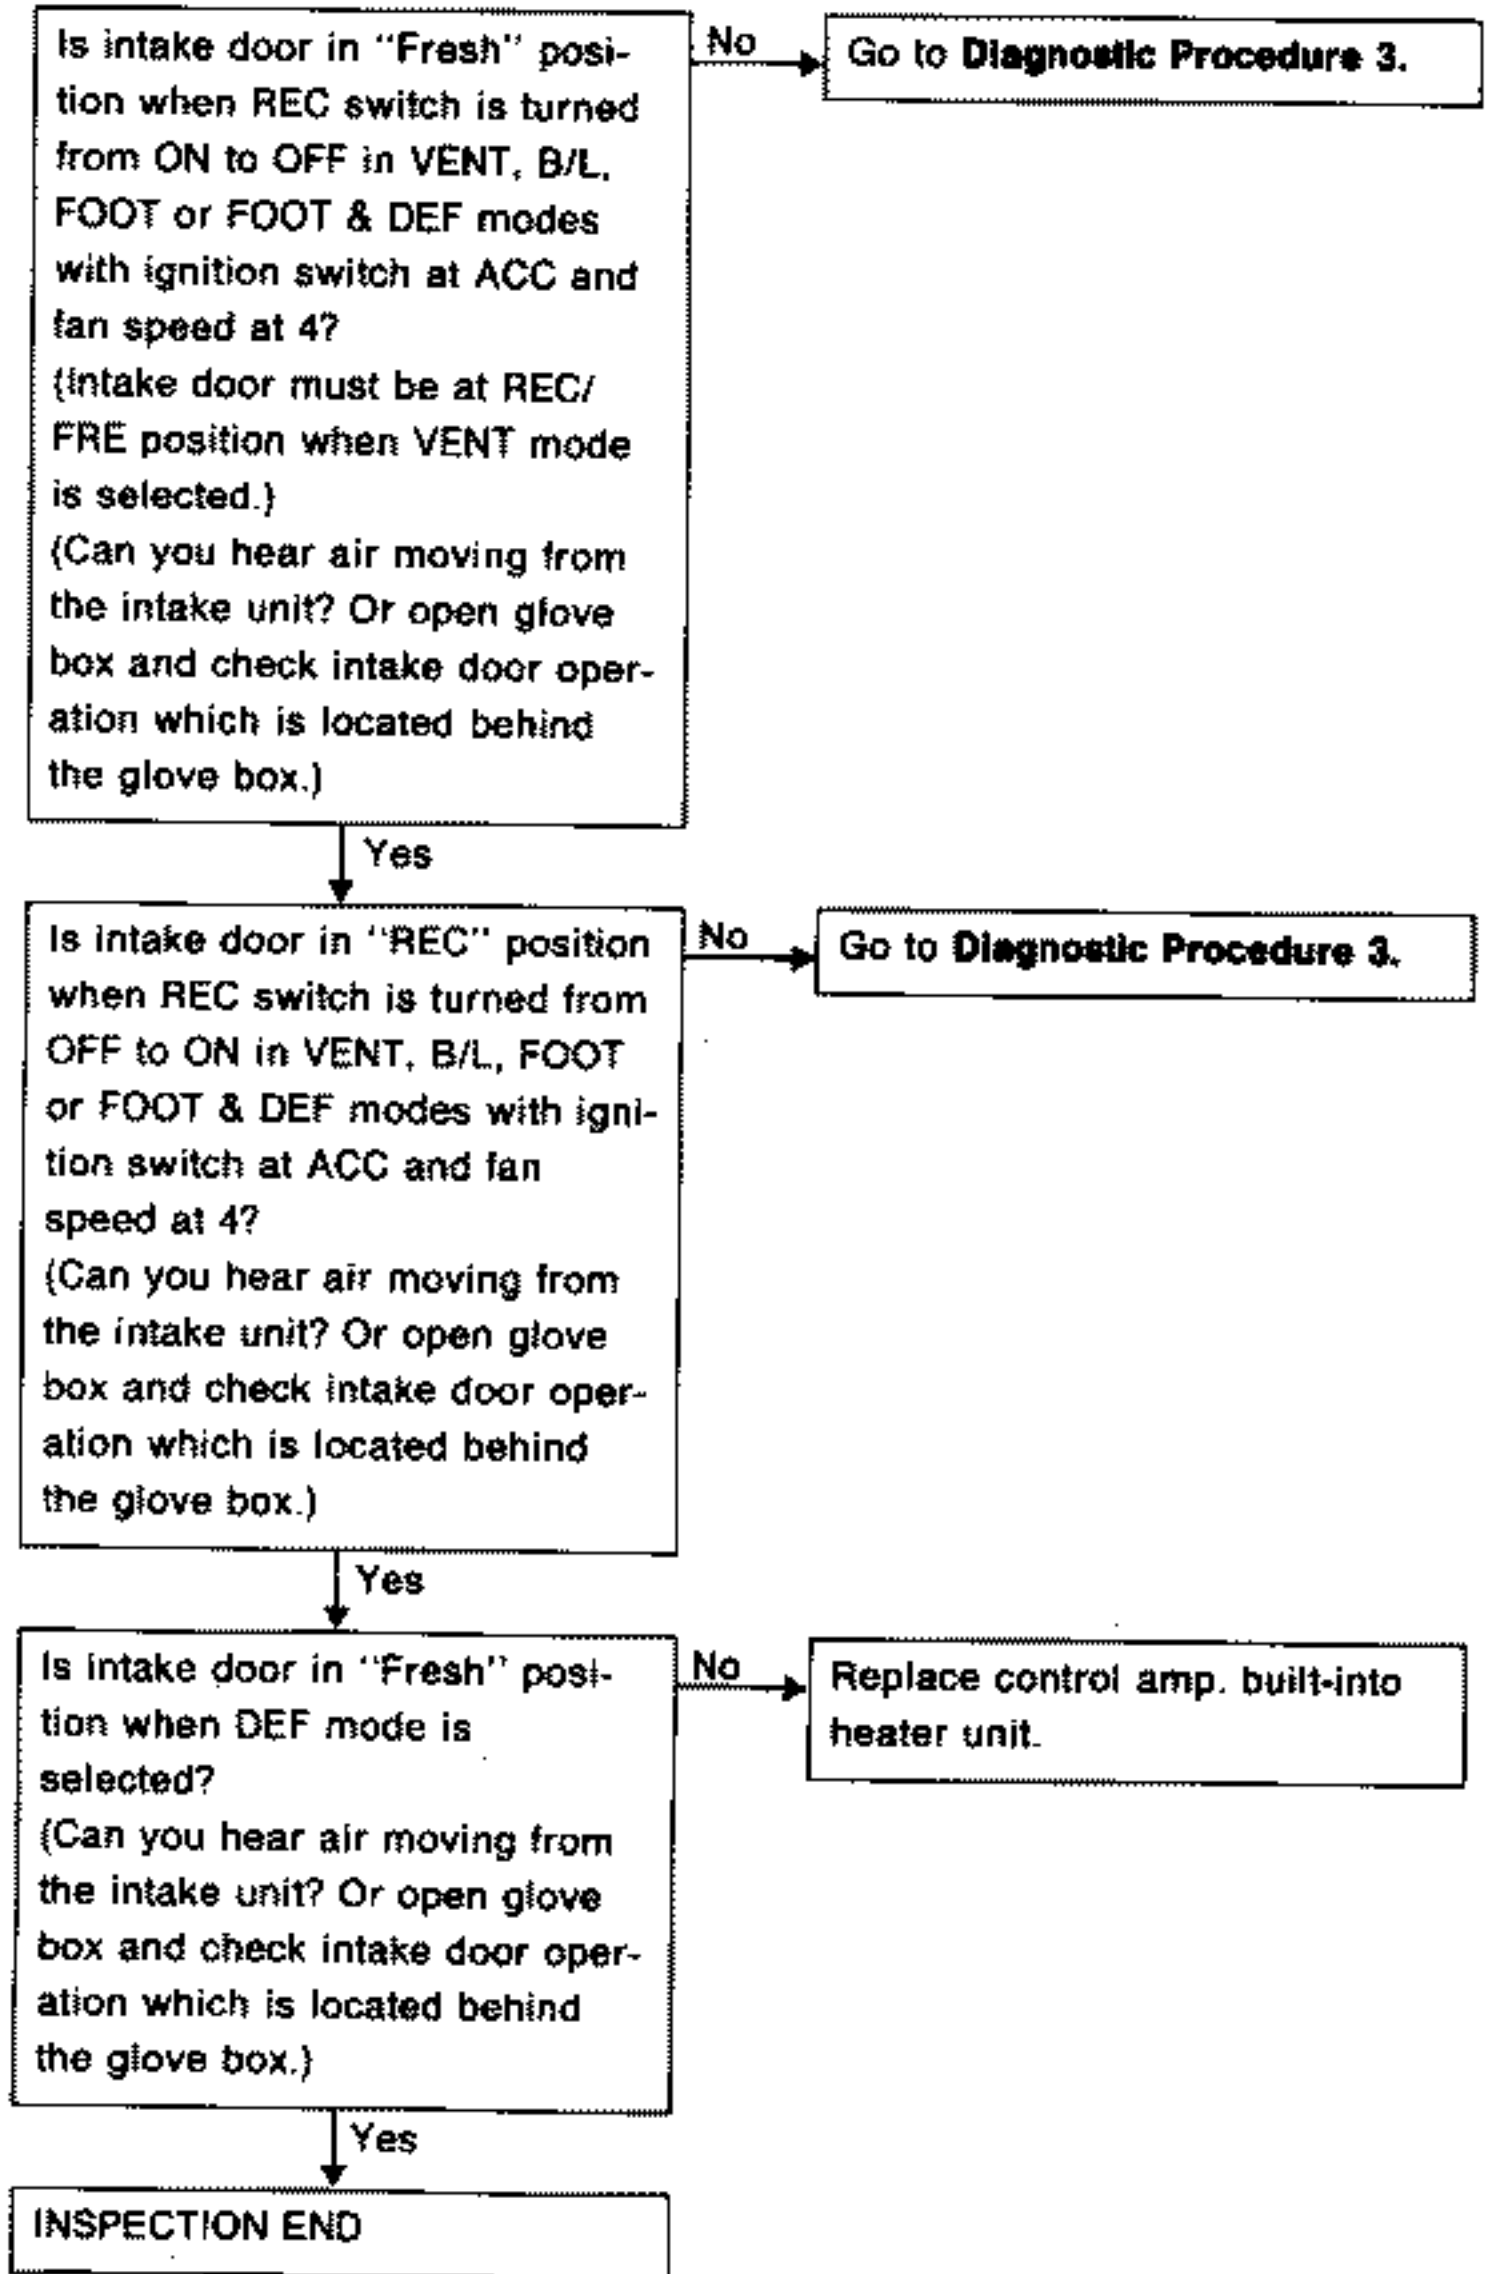 Is intake door in "Fresh" posi-
tion when REC switch is turned
from ON to OFF in VENT, B/L,
FOOT or FOOT & DEF modes
with ignition switch at ACC and
fan speed at 4?
(Intake door must be at REC/
FRE position when VENT mode
is selected.)
(Can you hear air moving from
the intake unit? Or open glove
box and check intake door oper-
ation which is located behind
the glove box.)
No
Go to Diagnostic Procedure 3.
Yes
Is intake door in "REC" position
when REC switch is turned from
OFF to ON in VENT, B/L, FOOT
or FOOT & DEF modes with igni-
tion switch at ACC and fan
speed at 4?
(Can you hear air moving from
the intake unit? Or open glove
box and check intake door oper-
ation which is located behind
the glove box.)
No
Go to Diagnostic Procedure 3.
Yes
Is intake door in "Fresh" posi-
tion when DEF mode is
selected?
(Can you hear air moving from
the intake unit? Or open glove
box and check intake door oper-
ation which is located behind
the glove box.)
No
Replace control amp. built-into
heater unit.
Yes
INSPECTION END